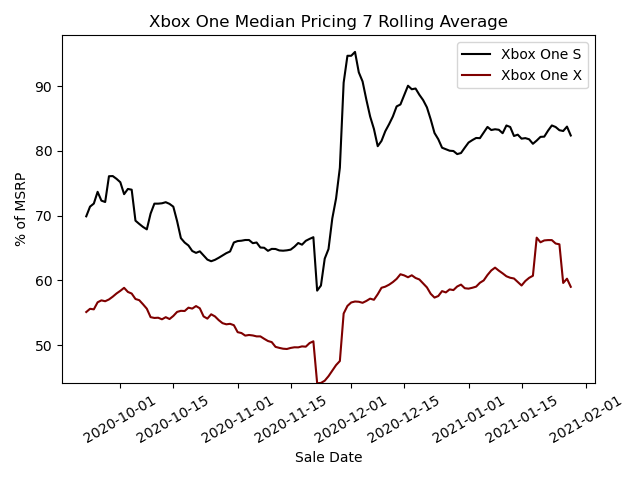 Xbox One Median Pricing 7 Rolling Average
Xbox One S
Xbox One X
% of MSRP
90
80
70
60
50
2020-10-01
2020-10-15
2020-11-01
2020-11-15
2020-12-01
2020-12-15
2021-01-01
2021-01-15
2021-02-01
Sale Date